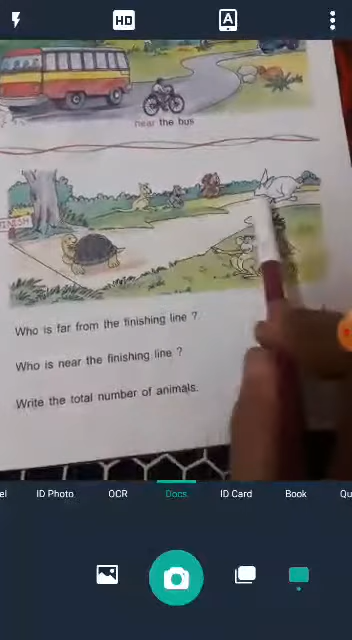 HD
A
near the bus
FINISH
Who is far from the finishing line ?
Who is near the finishing line ?
Write the total number of animals.
ID Photo OCR Docs ID Card Book